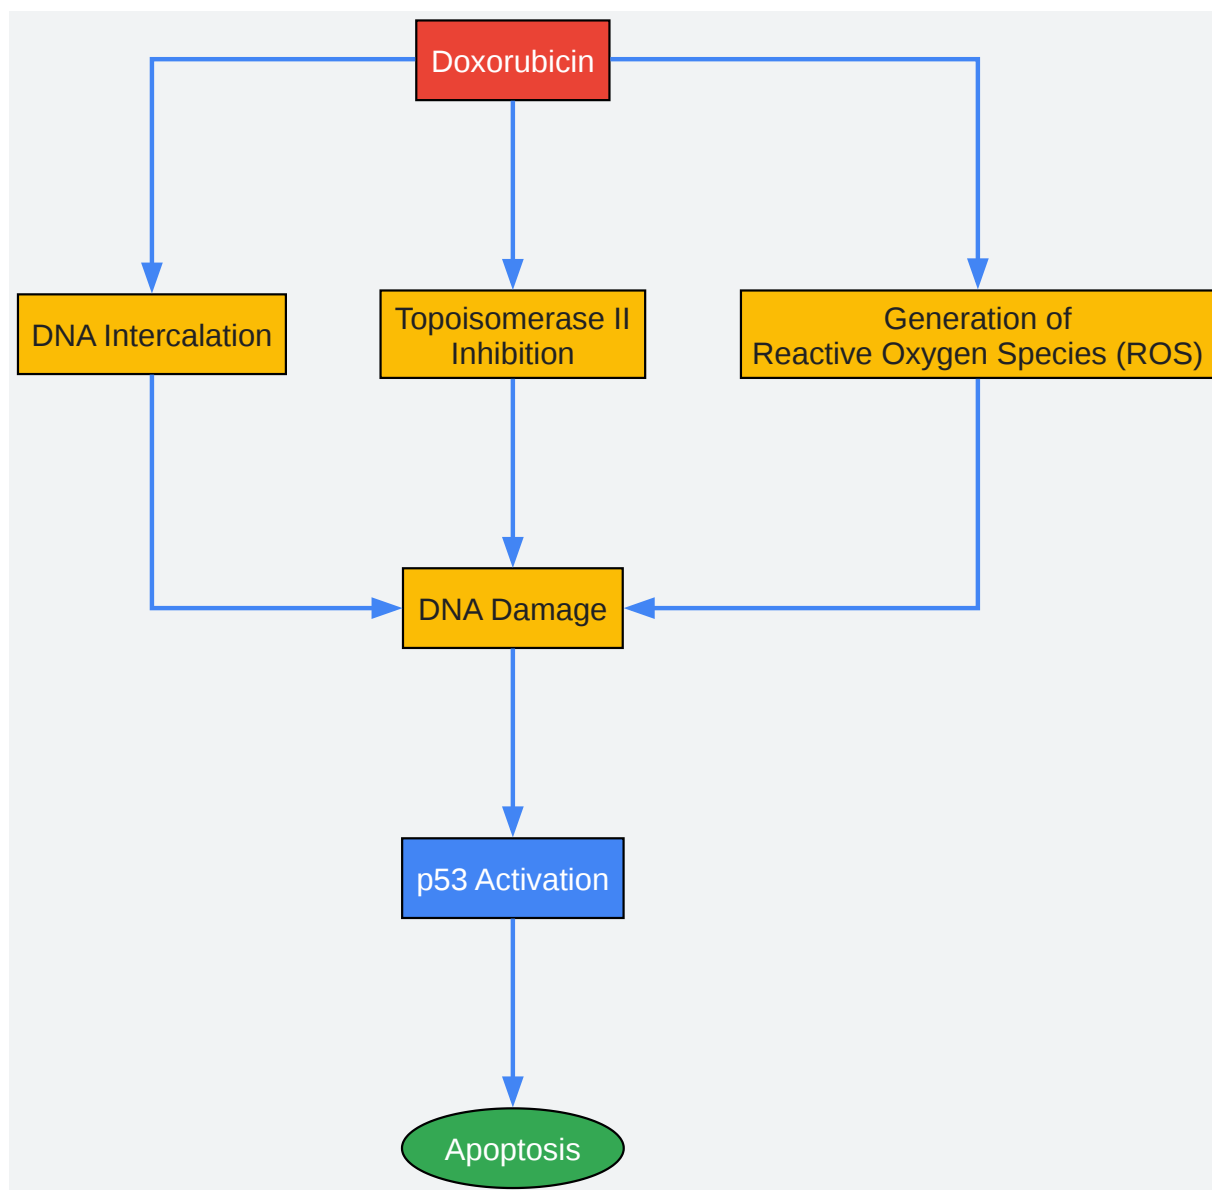 Doxorubicin
DNA Intercalation
Topoisomerase II
Inhibition
Generation of
Reactive Oxygen Species (ROS)
DNA Damage
p53 Activation
Apoptosis